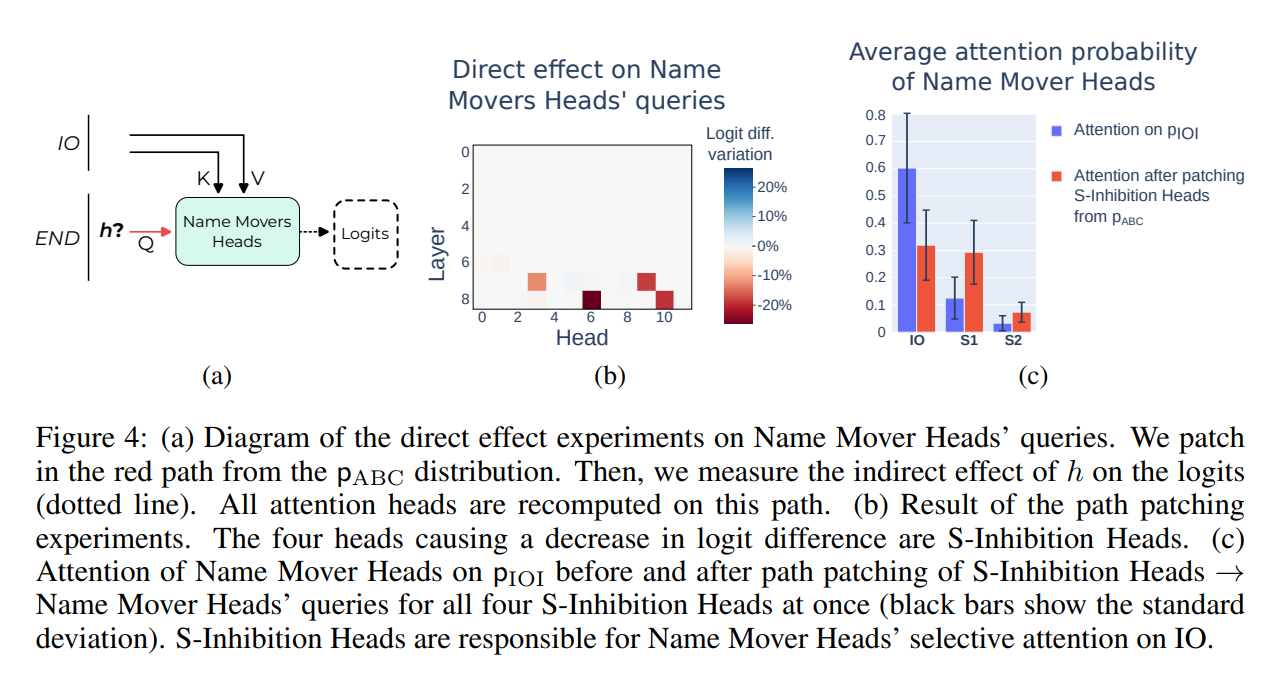 IO
K
V
END
h?
Q
Name Movers
Heads
Logits
(a)
Direct effect on Name
Movers Heads' queries
Logit diff.
variation
20%
10%
0%
-10%
-20%
Layer
0
2
4
6
8
0 2 4 6 8 10
Head
(b)
Average attention probability
of Name Mover Heads
0.8
0.7
0.6
0.5
0.4
0.3
0.2
0.1
0
IO S1 S2
Attention on pIOI
Attention after patching
S-Inhibition Heads
from pABC
(c)
Figure 4: (a) Diagram of the direct effect experiments on Name Mover Heads’ queries. We patch
in the red path from the pABC distribution. Then, we measure the indirect effect of h on the logits
(dotted line). All attention heads are recomputed on this path. (b) Result of the path patching
experiments. The four heads causing a decrease in logit difference are S-Inhibition Heads. (c)
Attention of Name Mover Heads on pIOI before and after path patching of S-Inhibition Heads →
Name Mover Heads’ queries for all four S-Inhibition Heads at once (black bars show the standard
deviation). S-Inhibition Heads are responsible for Name Mover Heads’ selective attention on IO.